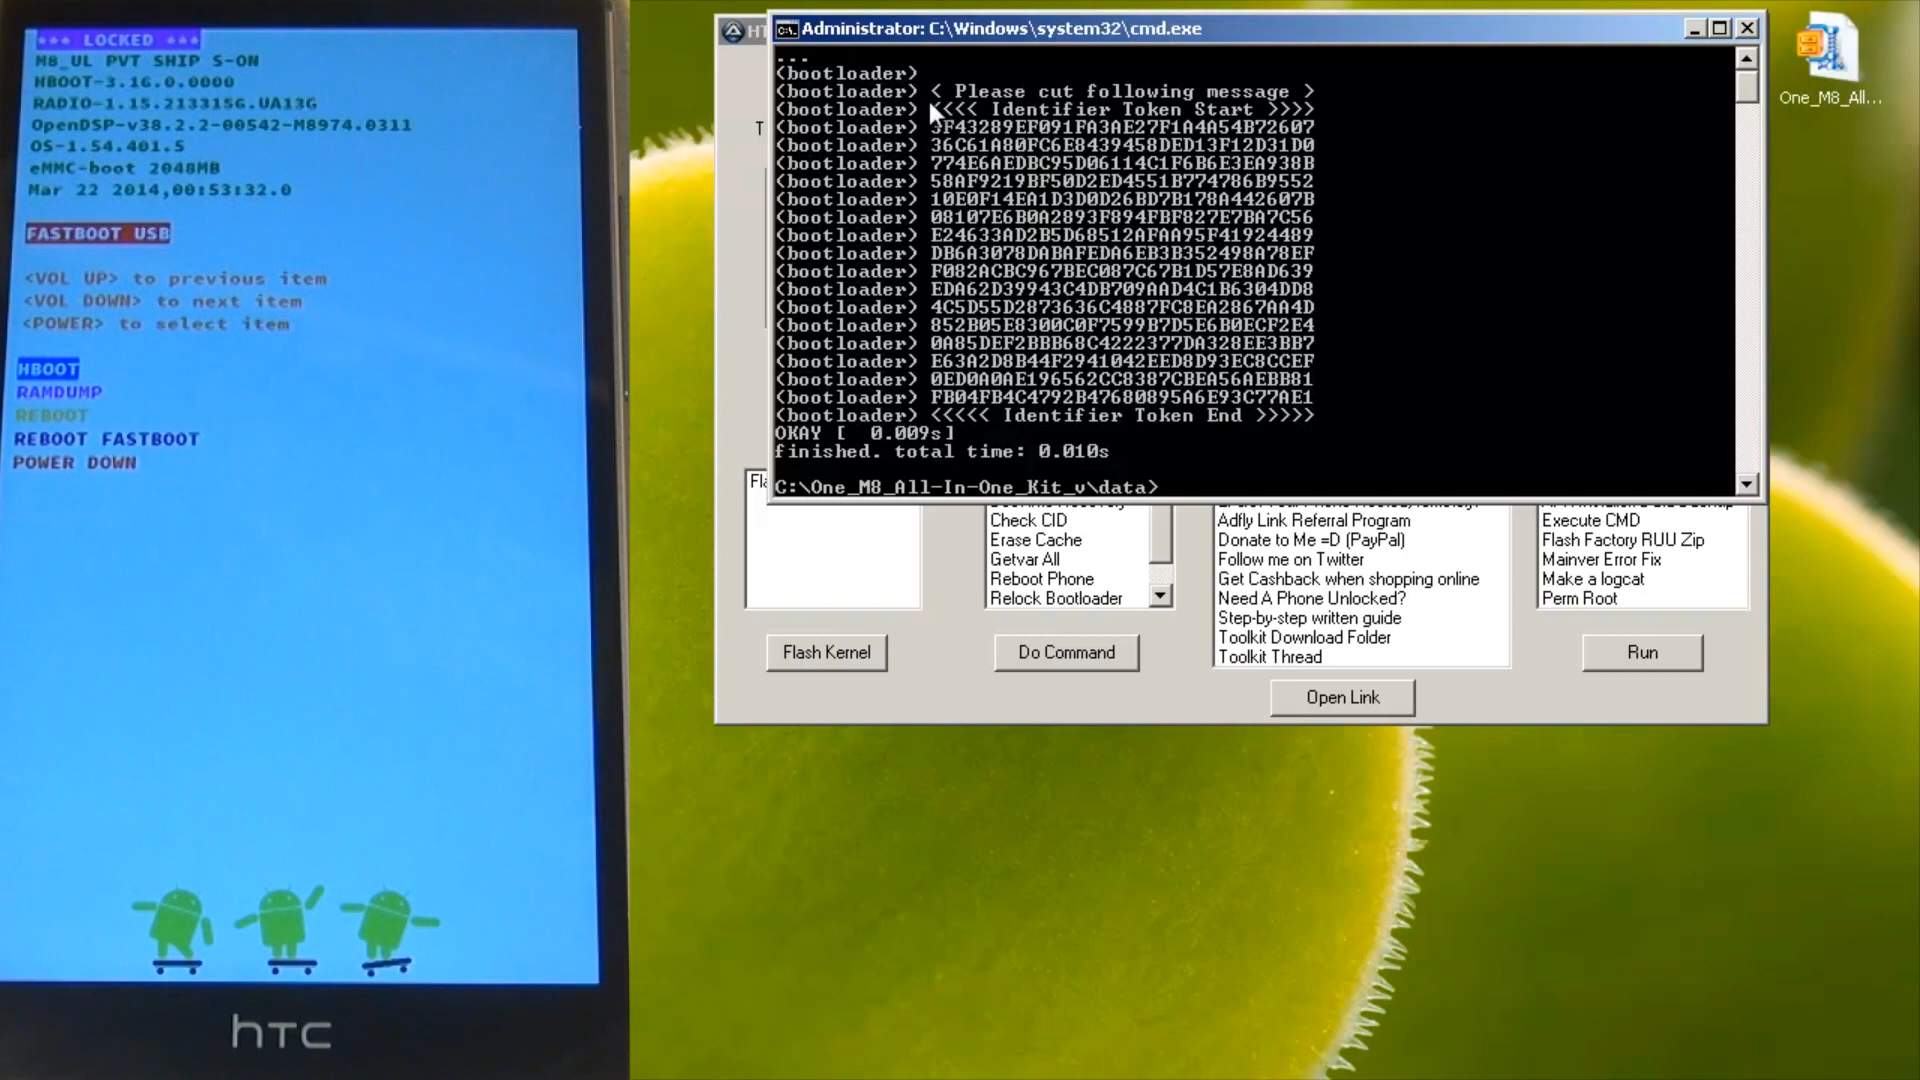 *** LOCKED ***
M8_UL PVT SHIP S-ON
HBOOT-3.16.0.0000
RADIO-1.15.2133156.UA13G
OpenDSP-v38.2.2-00542-M8974.0311
OS-1.54.401.5
eMMC-boot 2048MB
Mar 22 2014,00:53:32.0
FASTBOOT USB
<VOL UP> to previous item
<VOL DOWN> to next item
<POWER> to select item
HBOOT
RAMDUMP
REBOOT
REBOOT FASTBOOT
POWER DOWN
hTC
Administrator: C:\Windows\system32\cmd.exe
...
(bootloader)
(bootloader) < Please cut following message >
(bootloader) <<<< Identifier Token Start >>>>
(bootloader) 3F43289EF091FA3AE27F1A4A54B72607
(bootloader) 36C61A80FC6E8439458DED13F12D31D0
(bootloader) 774E6AEDBC95D06114C1F6B6E3EA938B
(bootloader) 58AF9219BF50D2ED4551B774786B9552
(bootloader) 10E0F14EA1D3D0D26BD7B178A442607B
(bootloader) 08107E6B0A2893F894FBF827E7BA7C56
(bootloader) E24633AD2B5D68512AFAA95F41924489
(bootloader) DB6A3078DABAFEDA6EB3B352498A78EF
(bootloader) F082ACBC967BEC087C67B1D57E8AD639
(bootloader) EDA62D39943C4DB709AAD4C1B6304DD8
(bootloader) 4C5D55D2873636C4887FC8EA2867AA4D
(bootloader) 852B05E8300C0F7599B7D5E6B0ECF2E4
(bootloader) 0A85DEF2BBB68C4222377DA328EE3BB7
(bootloader) E63A2D8B44F2941042EED8D93EC8CCEF
(bootloader) 0ED0A0AE196562CC8387CBEA56AEBB81
(bootloader) FB04FB4C4792B47680895A6E93C77AE1
(bootloader) <<<<< Identifier Token End >>>>>
OKAY [ 0.009s]
finished. total time: 0.010s
C:\One_M8_All-In-One_Kit_v\data>
Check CID
Erase Cache
Getvar All
Reboot Phone
Relock Bootloader
Adfly Link Referral Program
Donate to Me =D (PayPal)
Follow me on Twitter
Get Cashback when shopping online
Need A Phone Unlocked?
Step-by-step written guide
Toolkit Download Folder
Toolkit Thread
Execute CMD
Flash Factory RUU Zip
Mainver Error Fix
Make a logcat
Perm Root
Flash Kernel
Do Command
Open Link
Run
One_M8_All...